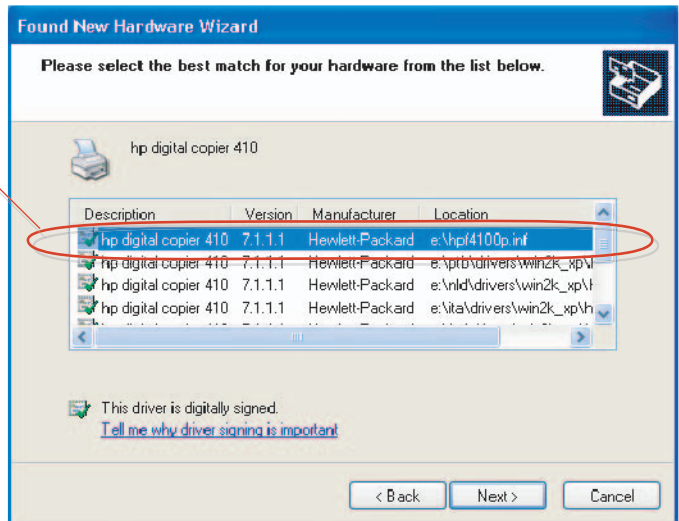 Found New Hardware Wizard
Please select the best match for your hardware from the list below.
hp digital copier 410
Description Version Manufacturer Location
hp digital copier 410 7.1.1.1 Hewlett-Packard e:\hpf4100p.inf
hp digital copier 410 7.1.1.1 Hewlett-Packard e:\ptb\drivers\win2k_xp\
hp digital copier 410 7.1.1.1 Hewlett-Packard e:\nld\drivers\win2k_xp\
hp digital copier 410 7.1.1.1 Hewlett-Packard e:\ita\drivers\win2k_xp\h
This driver is digitally signed.
Tell me why driver signing is important
< Back Next > Cancel